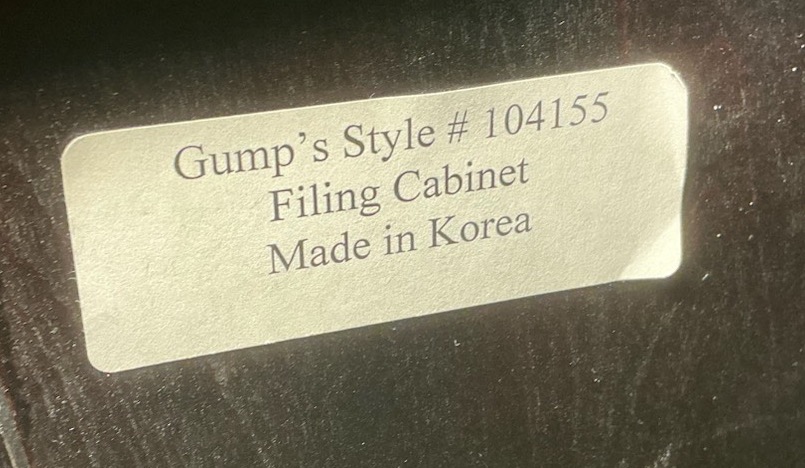 Gump's Style # 104155
Filing Cabinet
Made in Korea